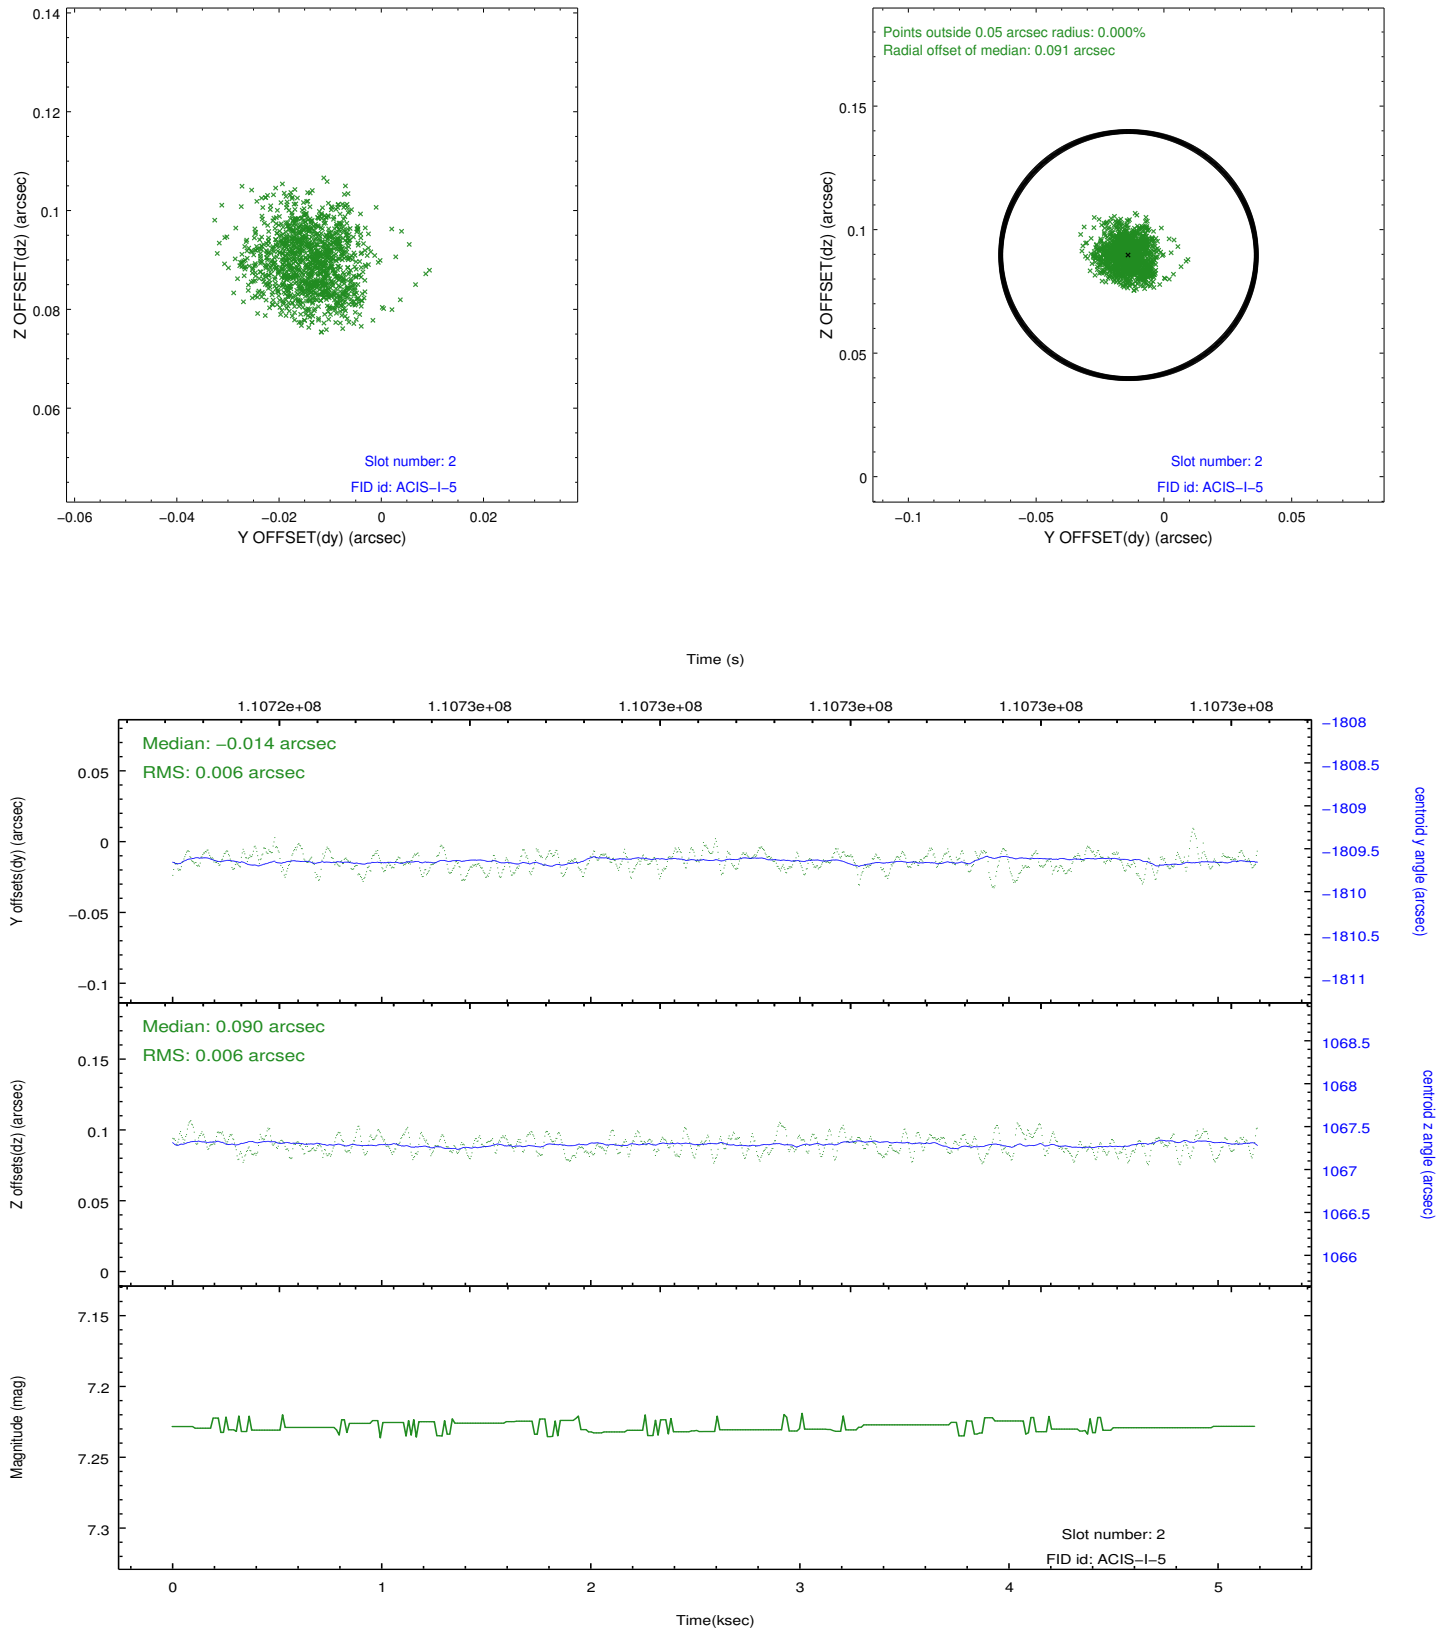 0.14
0.12
0.1
0.08
0.06
Z OFFSET(dz) (arcsec)
Slot number: 2
FID id: ACIS−I−5
−0.06 −0.04 −0.02 0 0.02
Y OFFSET(dy) (arcsec)
Points outside 0.05 arcsec radius: 0.000%
Radial offset of median: 0.091 arcsec
0.15
0.1
0.05
0
Z OFFSET(dz) (arcsec)
Slot number: 2
FID id: ACIS−I−5
−0.1 −0.05 0 0.05
Y OFFSET(dy) (arcsec)
Time (s)
1.1072e+08 1.1073e+08 1.1073e+08 1.1073e+08 1.1073e+08 1.1073e+08
Median: −0.014 arcsec
RMS: 0.006 arcsec
0.05
0
−0.05
−0.1
Y offsets(dy) (arcsec)
−1808
−1808.5
−1809
−1809.5
−1810
−1810.5
−1811
centroid y angle (arcsec)
Median: 0.090 arcsec
RMS: 0.006 arcsec
0.15
0.1
0.05
0
Z offsets(dz) (arcsec)
1068.5
1068
1067.5
1067
1066.5
1066
centroid z angle (arcsec)
7.15
7.2
7.25
7.3
Magnitude (mag)
Slot number: 2
FID id: ACIS−I−5
0 1 2 3 4 5
Time(ksec)